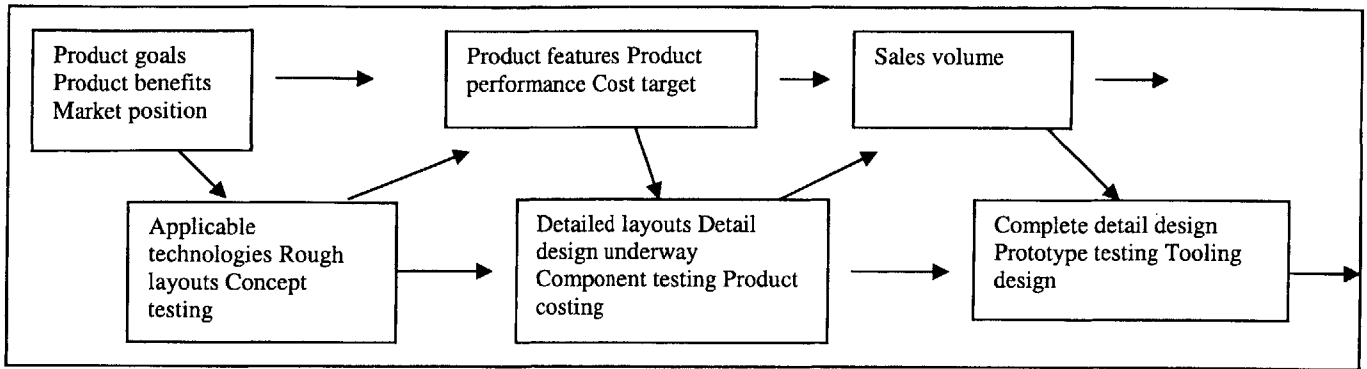 Product goals
Product benefits
Market position
Product features Product
performance Cost target
Sales volume
Applicable
technologies Rough
layouts Concept
testing
Detailed layouts Detail
design underway
Component testing Product
costing
Complete detail design
Prototype testing Tooling
design